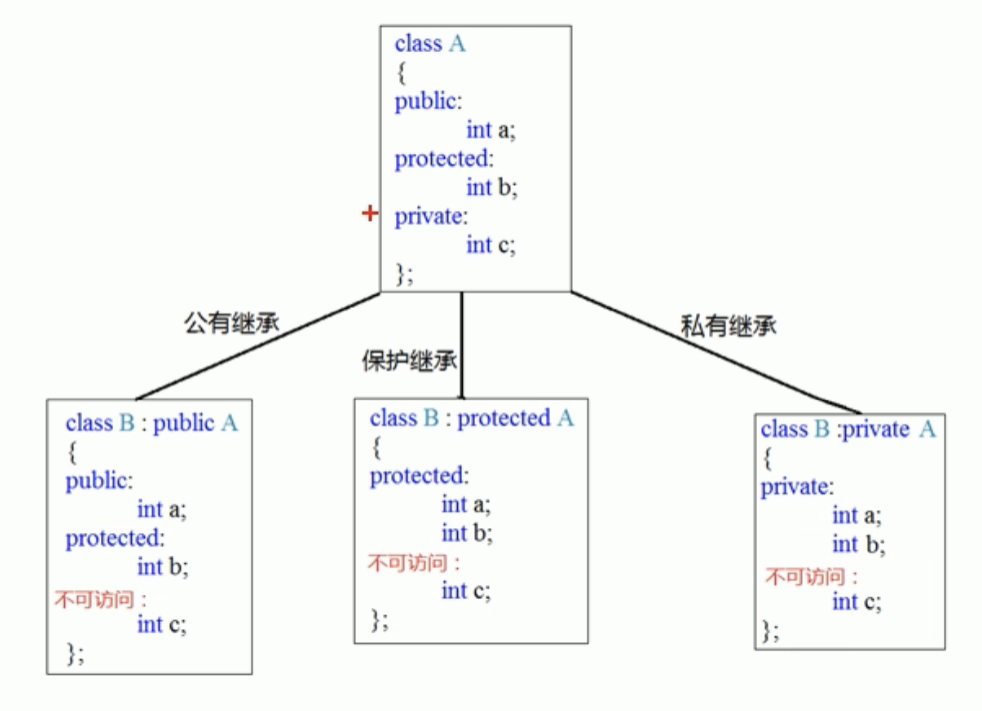 class A
{
public:
int a;
protected:
int b;
private:
int c;
};
公有继承
保护继承
私有继承
class B : public A
{
public:
int a;
protected:
int b;
不可访问：
int c;
};
class B : protected A
{
protected:
int a;
int b;
不可访问：
int c;
};
class B :private A
{
private:
int a;
int b;
不可访问：
int c;
};